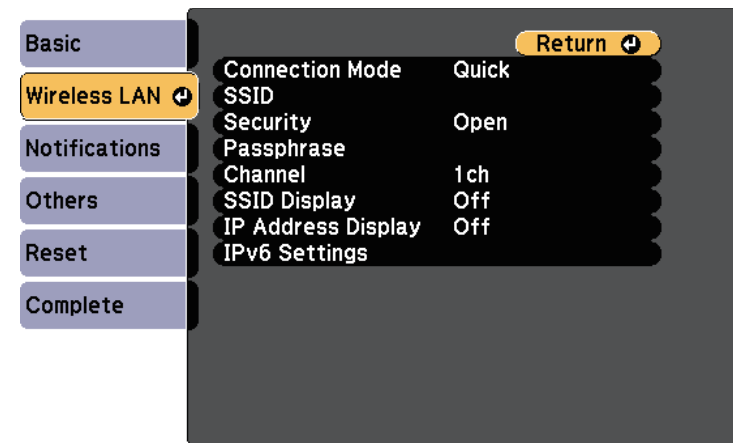 Basic
Wireless LAN
Notifications
Others
Reset
Complete
Return
Connection Mode Quick
SSID
Security Open
Passphrase
Channel 1ch
SSID Display Off
IP Address Display Off
IPv6 Settings